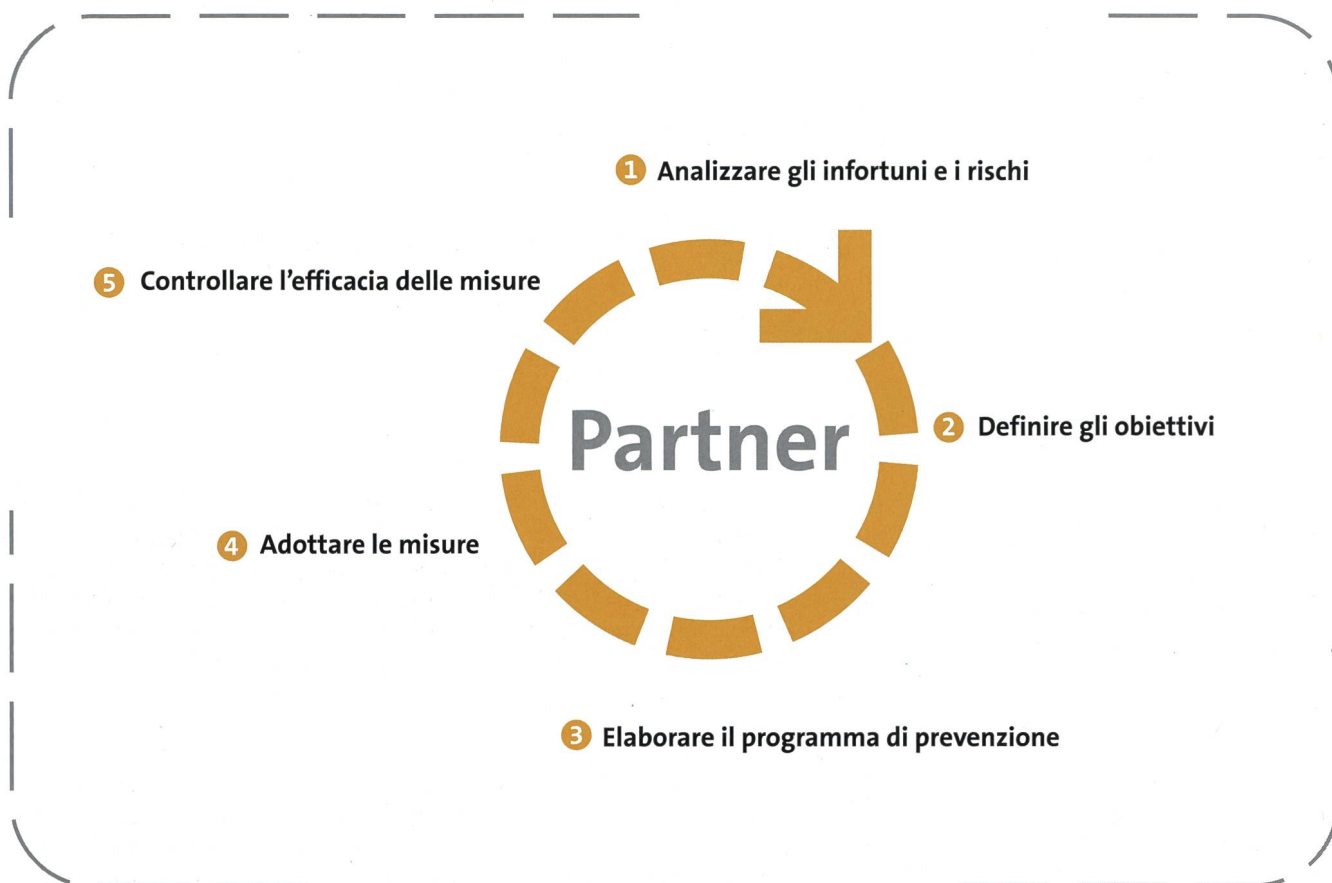 1 Analizzare gli infortuni e i rischi
5 Controllare l'efficacia delle misure
Partner
2 Definire gli obiettivi
4 Adottare le misure
3 Elaborare il programma di prevenzione